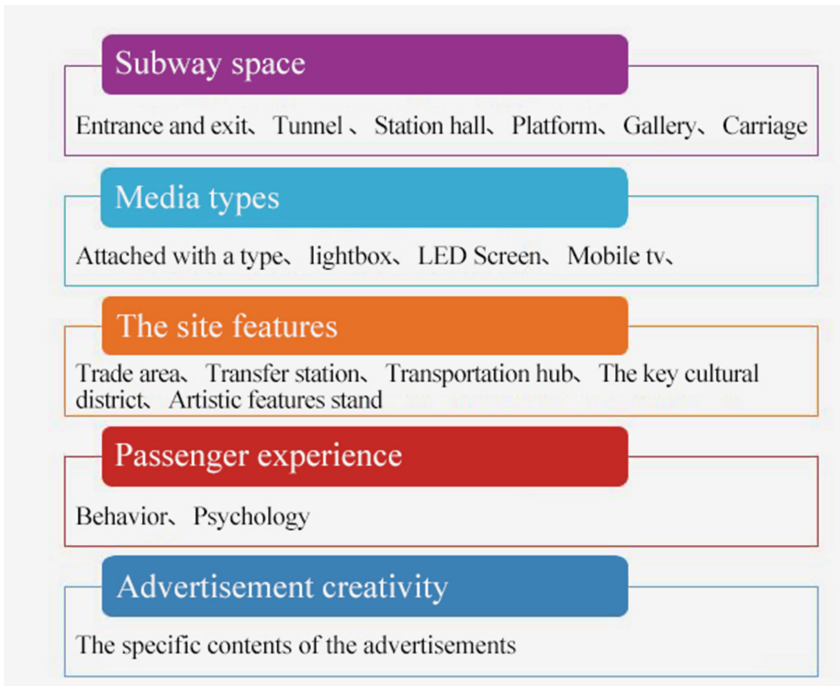 Subway space
Entrance and exit、 Tunnel 、 Station hall、 Platform、 Gallery、 Carriage
Media types
Attached with a type、 lightbox、 LED Screen、 Mobile tv、
The site features
Trade area、 Transfer station、 Transportation hub、 The key cultural
district、 Artistic features stand
Passenger experience
Behavior、 Psychology
Advertisement creativity
The specific contents of the advertisements